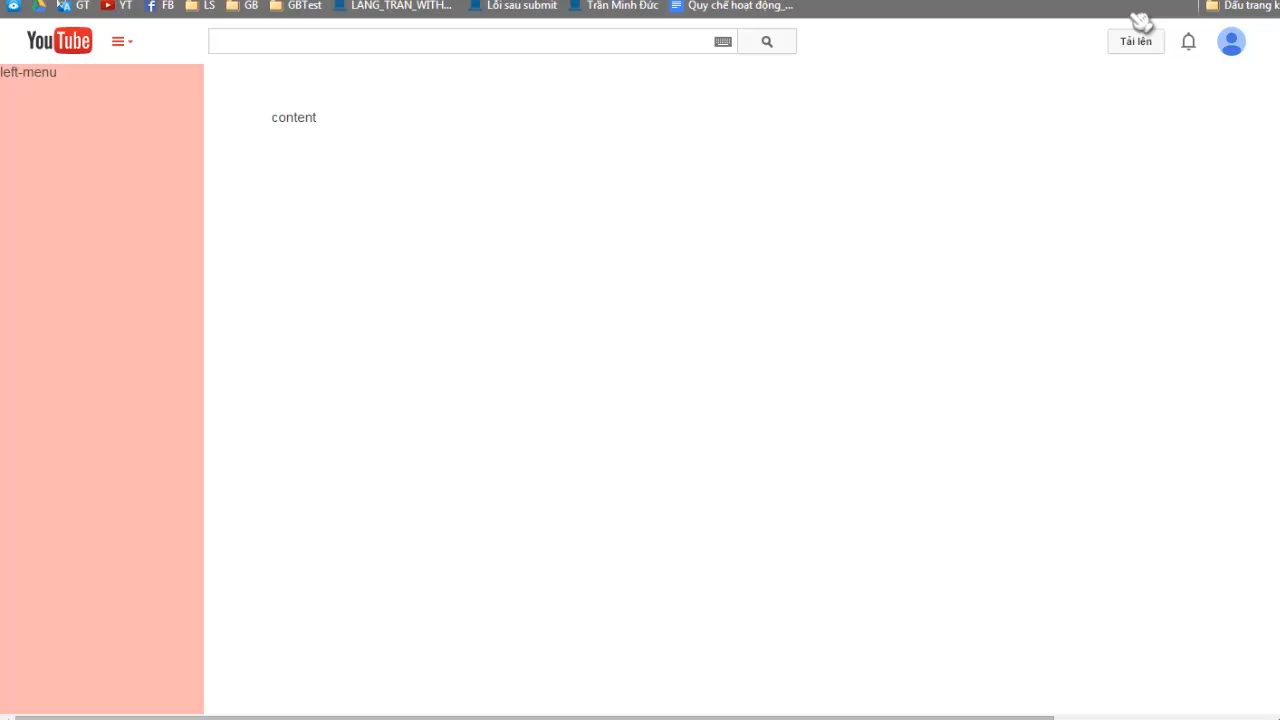 GT YT FB LS GB GBTest LANG_TRAN_WITH... Lỗi sau submit Trần Minh Đức Quy chế hoạt động_... Dấu trang k
YouTube Tải lên
left-menu
content